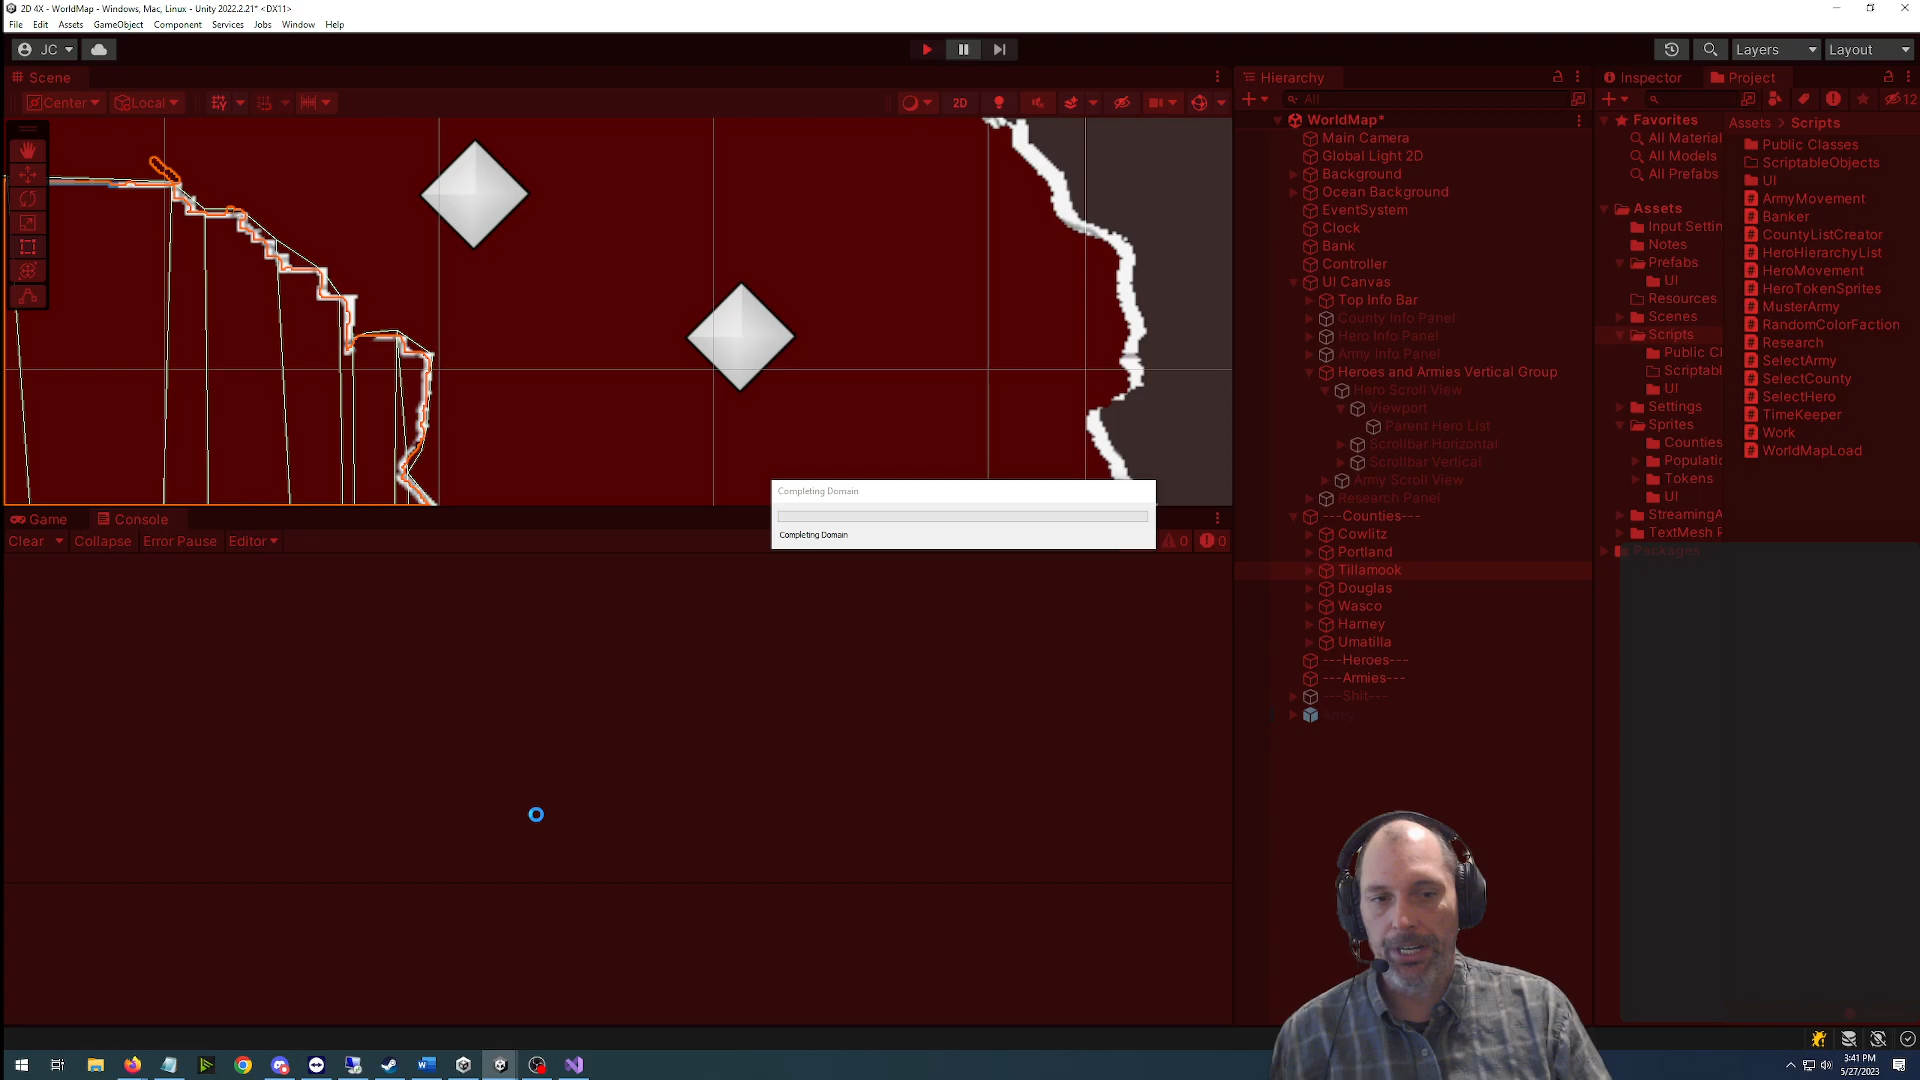 2D 4X - WorldMap - Windows, Mac, Linux - Unity 2022.2.21* <DX11>
File Edit Assets GameObject Component Services Jobs Window Help
JC Layers Layout
Scene Hierarchy Inspector Project
Center Local 2D All 12
WorldMap*
Main Camera
Global Light 2D
Background
Ocean Background
EventSystem
Clock
Bank
Controller
UI Canvas
Top Info Bar
County Info Panel
Hero Info Panel
Army Info Panel
Heroes and Armies Vertical Group
Hero Scroll View
Viewport
Parent Hero List
Scrollbar Horizontal
Scrollbar Vertical
Army Scroll View
Research Panel
---Counties---
Cowlitz
Portland
Tillamook
Douglas
Wasco
Harney
Umatilla
---Heroes---
---Armies---
---Shit---
Army
Favorites
All Material
All Models
All Prefabs
Assets
Input Settin
Notes
Prefabs
UI
Resources
Scenes
Scripts
Public Cl
Scriptabl
UI
Settings
Sprites
Counties
Populatic
Tokens
UI
StreamingA
TextMesh P
Packages
Assets > Scripts
Public Classes
ScriptableObjects
UI
ArmyMovement
Banker
CountyListCreator
HeroHierarchyList
HeroMovement
HeroTokenSprites
MusterArmy
RandomColorFaction
Research
SelectArmy
SelectCounty
SelectHero
TimeKeeper
Work
WorldMapLoad
Completing Domain
Completing Domain
Game Console
Clear Collapse Error Pause Editor 0 0
3:41 PM
5/27/2023